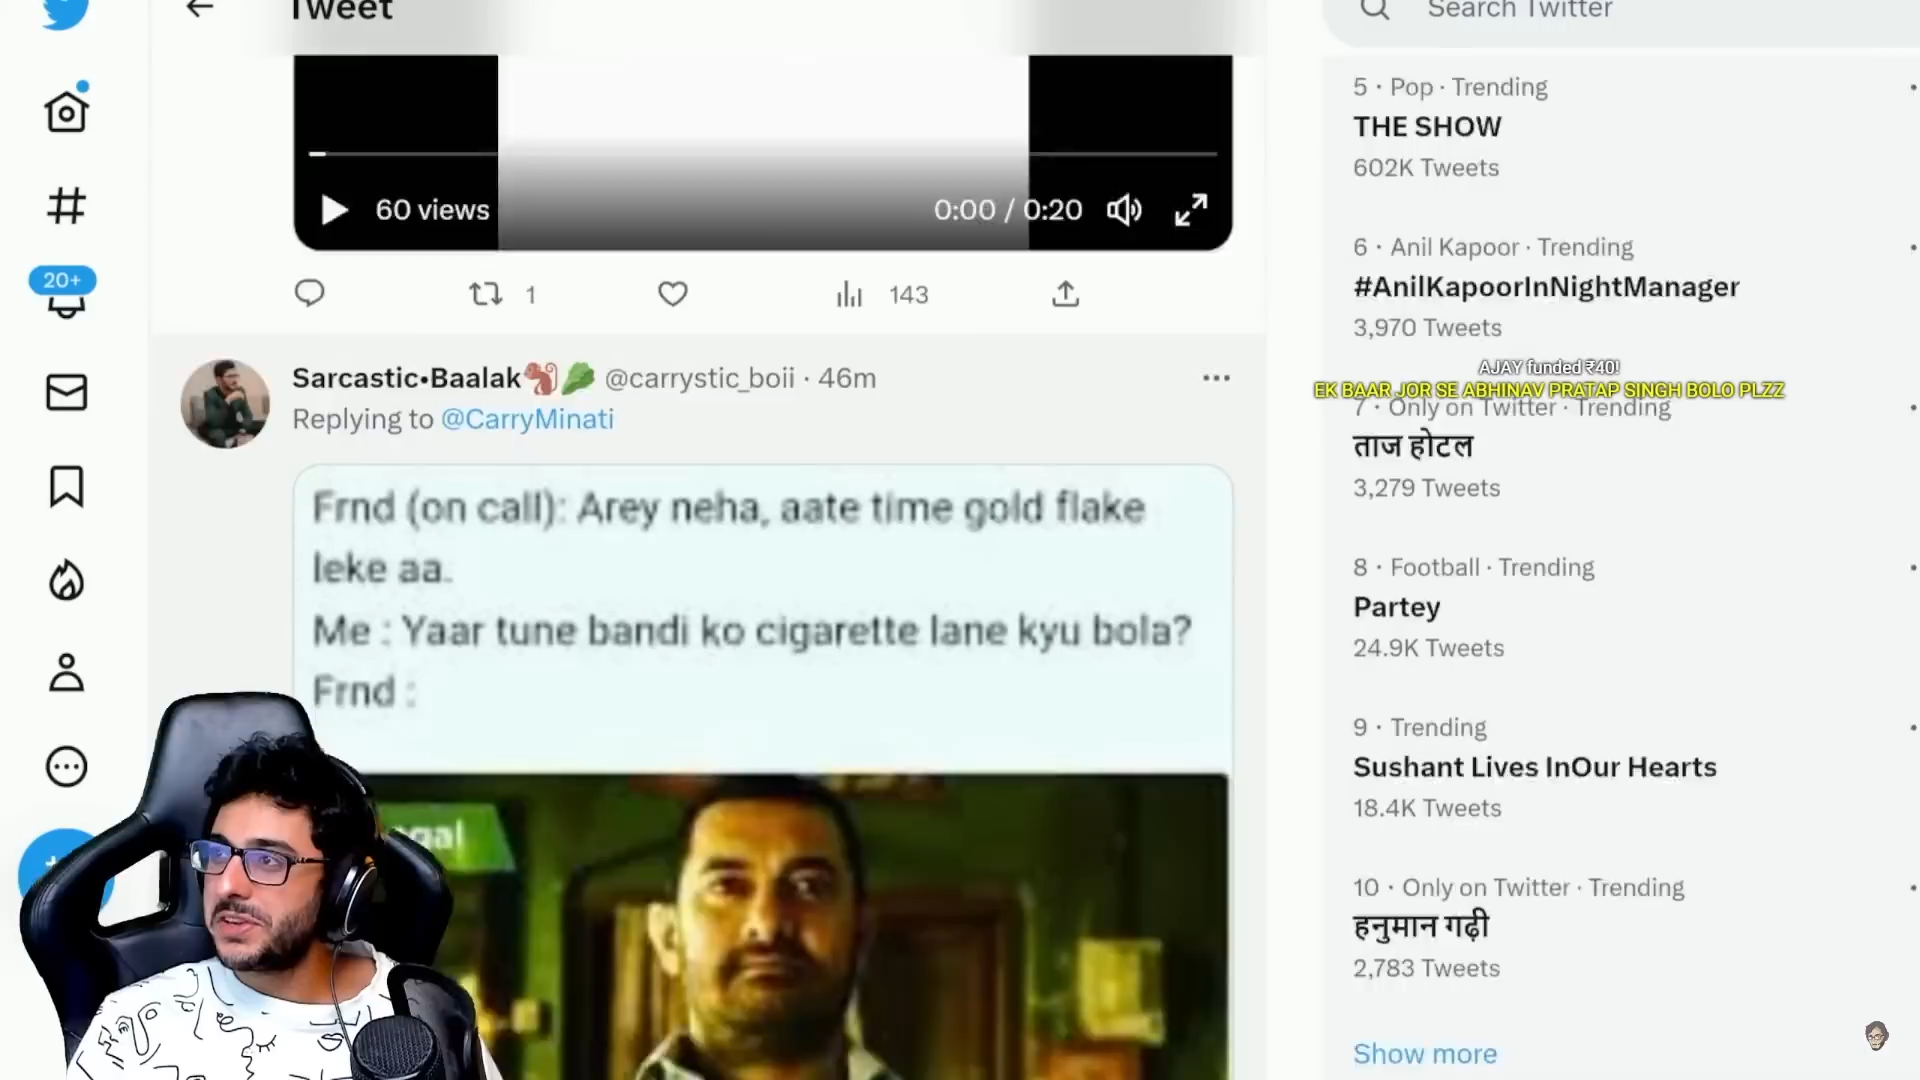 Tweet
Search Twitter
60 views
0:00 / 0:20
1
143
20+
Sarcastic•Baalak🐒🥬 @carrystic_boii · 46m
Replying to @CarryMinati
Frnd (on call): Arey neha, aate time gold flake
leke aa.
Me : Yaar tune bandi ko cigarette lane kyu bola?
Frnd :
5 · Pop · Trending
THE SHOW
602K Tweets
6 · Anil Kapoor · Trending
#AnilKapoorInNightManager
3,970 Tweets
AJAY funded ₹40!
EK BAAR JOR SE ABHINAV PRATAP SINGH BOLO PLZZ
7 · Only on Twitter · Trending
ताज होटल
3,279 Tweets
8 · Football · Trending
Partey
24.9K Tweets
9 · Trending
Sushant Lives InOur Hearts
18.4K Tweets
10 · Only on Twitter · Trending
हनुमान गढ़ी
2,783 Tweets
Show more